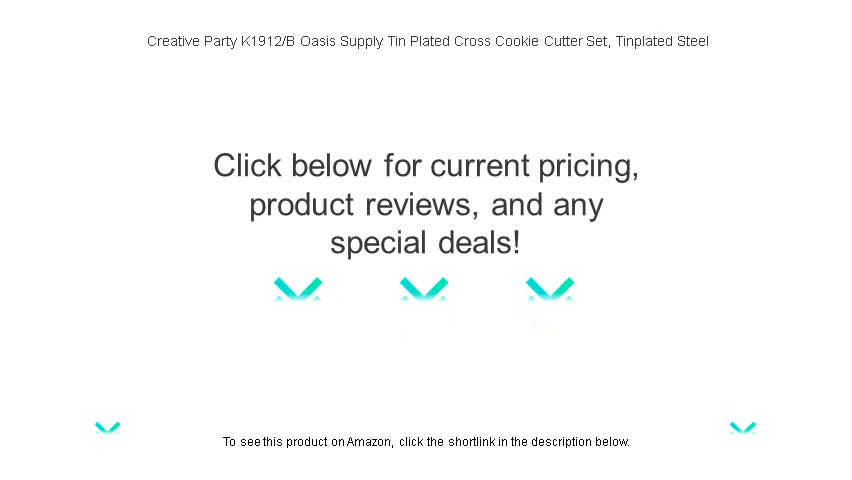 Creative Party K1912/B Oasis Supply Tin Plated Cross Cookie Cutter Set, Tinplated Steel
Click below for current pricing,
product reviews, and any
special deals!
To see this product on Amazon, click the shortlink in the description below.